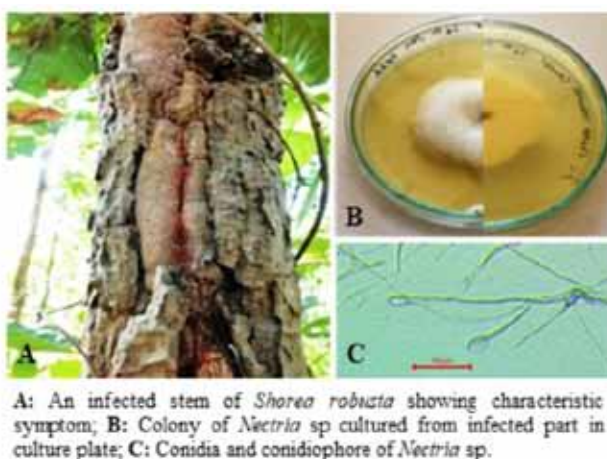 A
B
C
A: An infected stem of Shorea robusta showing characteristic
symptom; B: Colony of Nectria sp cultured from infected part in
culture plate; C: Conidia and conidiophore of Nectria sp.